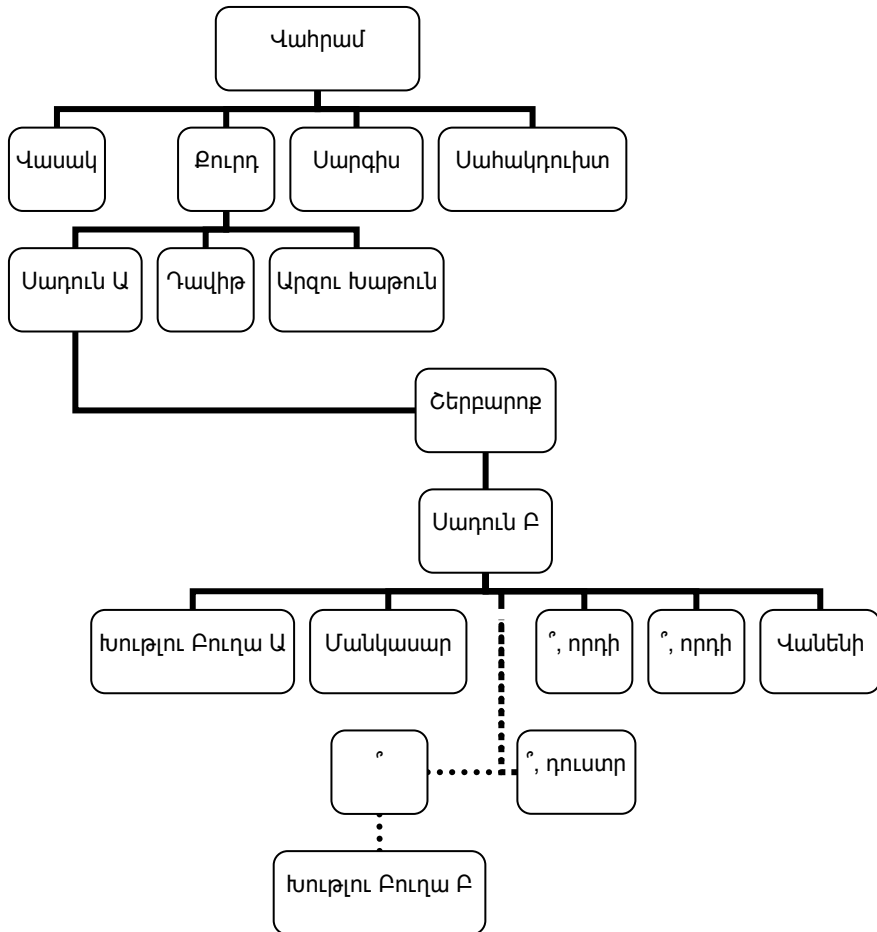 Վահրամ
Վասակ
Քուրդ
Սարգիս
Սահակդուխտ
Սադուն Ա
Դավիթ
Արզու Խաթուն
Շերբարոք
Սադուն Բ
Խութլու Բուղա Ա
Մանկասար
՞, որդի
՞, որդի
Վանենի
՞
՞, դուստր
Խութլու Բուղա Բ